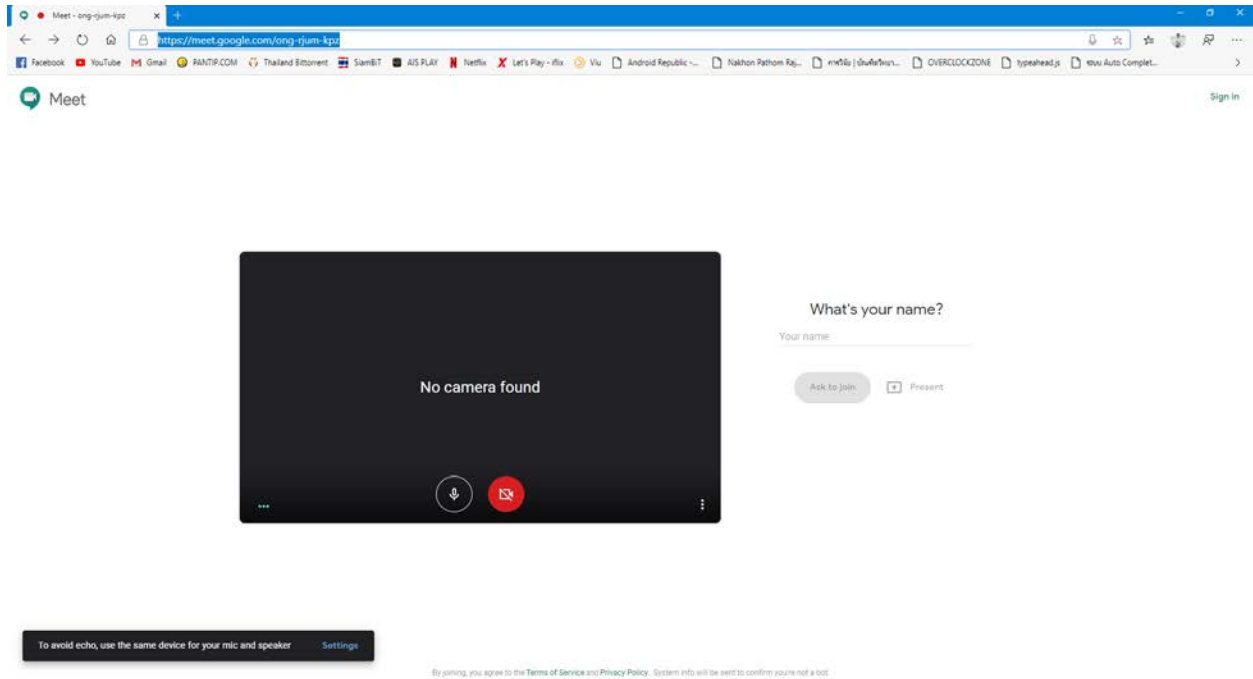 Meet - ong-rjum-kpz
https://meet.google.com/ong-rjum-kpz
Facebook YouTube Gmail PANTIP.COM Thailand Bittorrent SiamBiT AIS PLAY Netflix Let's Play - iflix Viu Android Republic -... Nakhon Pathom Raj... OVERCLOCKZONE typeahead.js ระบบ Auto Complet...
Meet
Sign in
No camera found
What's your name?
Your name
Ask to join Present
To avoid echo, use the same device for your mic and speaker Settings
By joining, you agree to the Terms of Service and Privacy Policy. System info will be sent to confirm you're not a bot